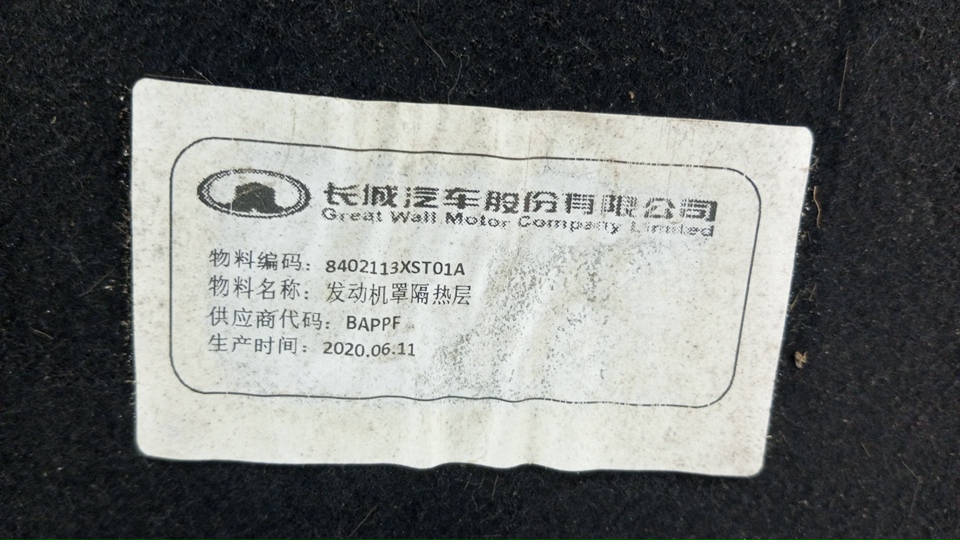 长城汽车股份有限公司
Great Wall Motor Company Limited
物料编码：8402113XST01A
物料名称：发动机罩隔热层
供应商代码：BAPPF
生产时间：2020.06.11